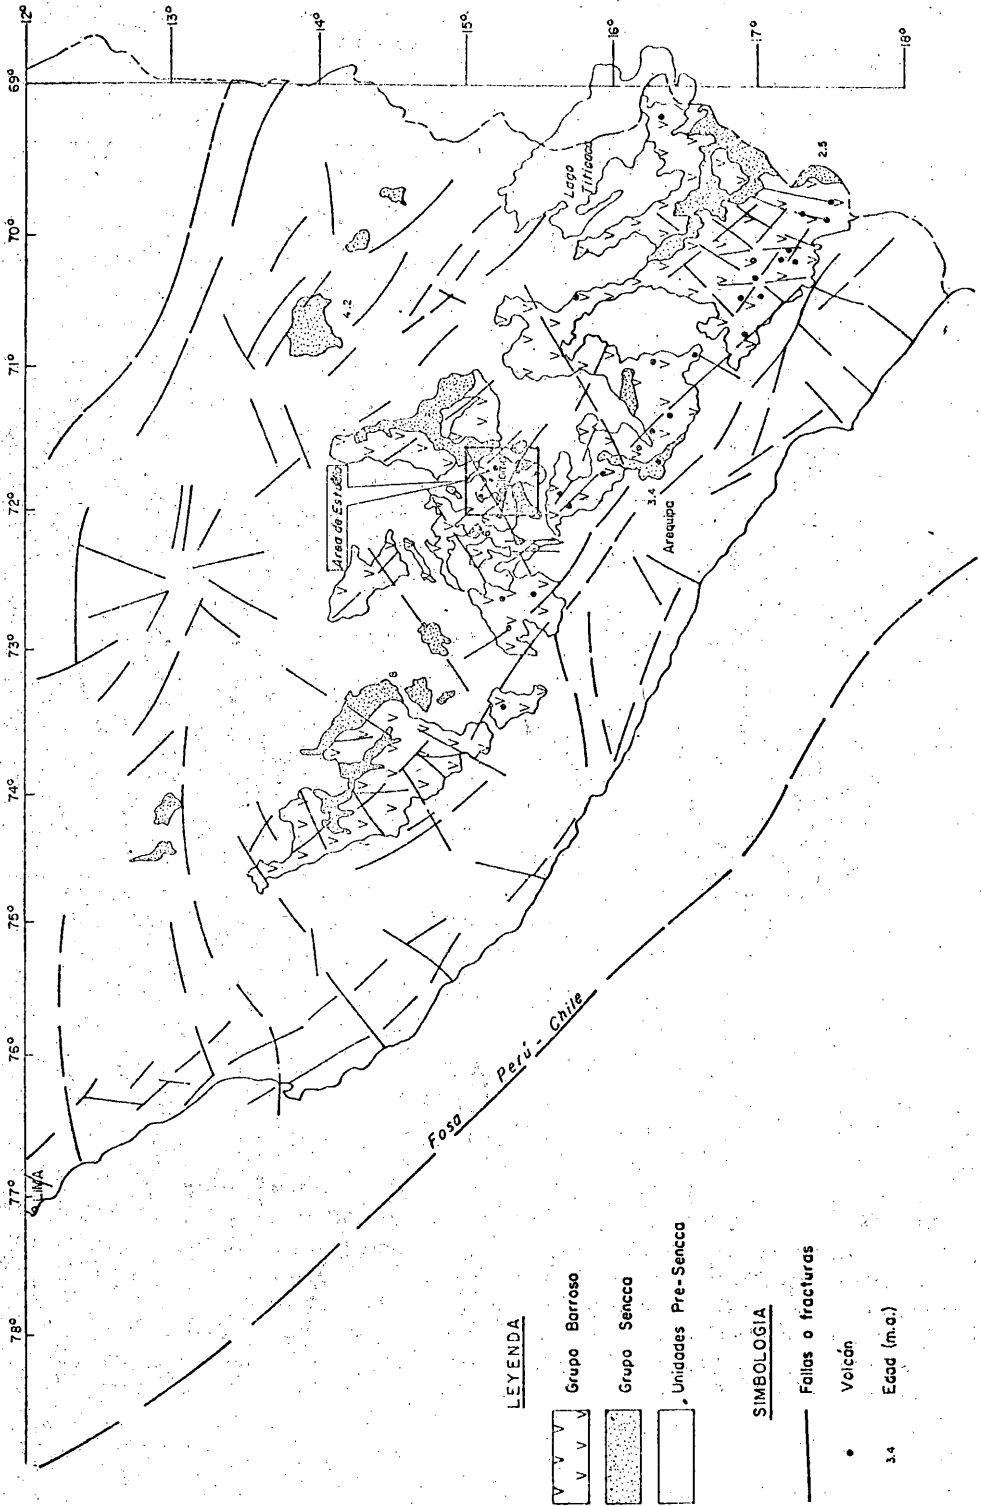 78°
77°
76°
75°
74°
73°
72°
71°
70°
69°
12°
13°
14°
15°
16°
17°
18°
LIMA
Area de Estudio
4.2
8
3.4
Arequipa
Lago
Titicaca
2.5
Fosa Perú - Chile
LEYENDA
Grupo Barroso
Grupo Sencca
Unidades Pre-Sencca
SIMBOLOGIA
Fallas o fracturas
Volcán
3.4 Edad (m.a.)